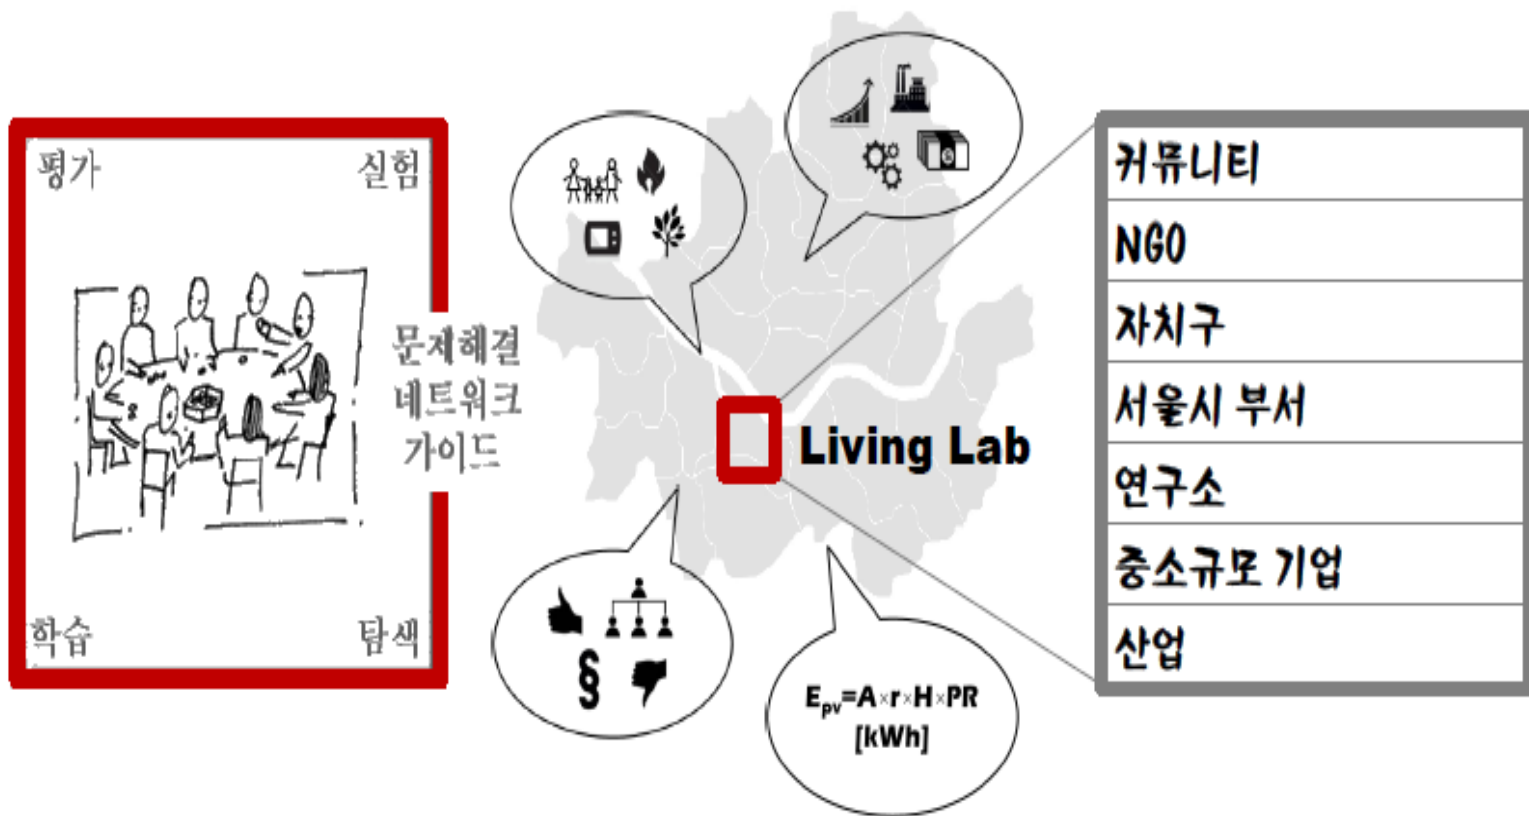 평가
실험
문제해결
네트워크
가이드
학습
탐색
Living Lab
§
E_pv=A×r×H×PR
[kWh]
커뮤니티
NGO
자치구
서울시 부서
연구소
중소규모 기업
산업